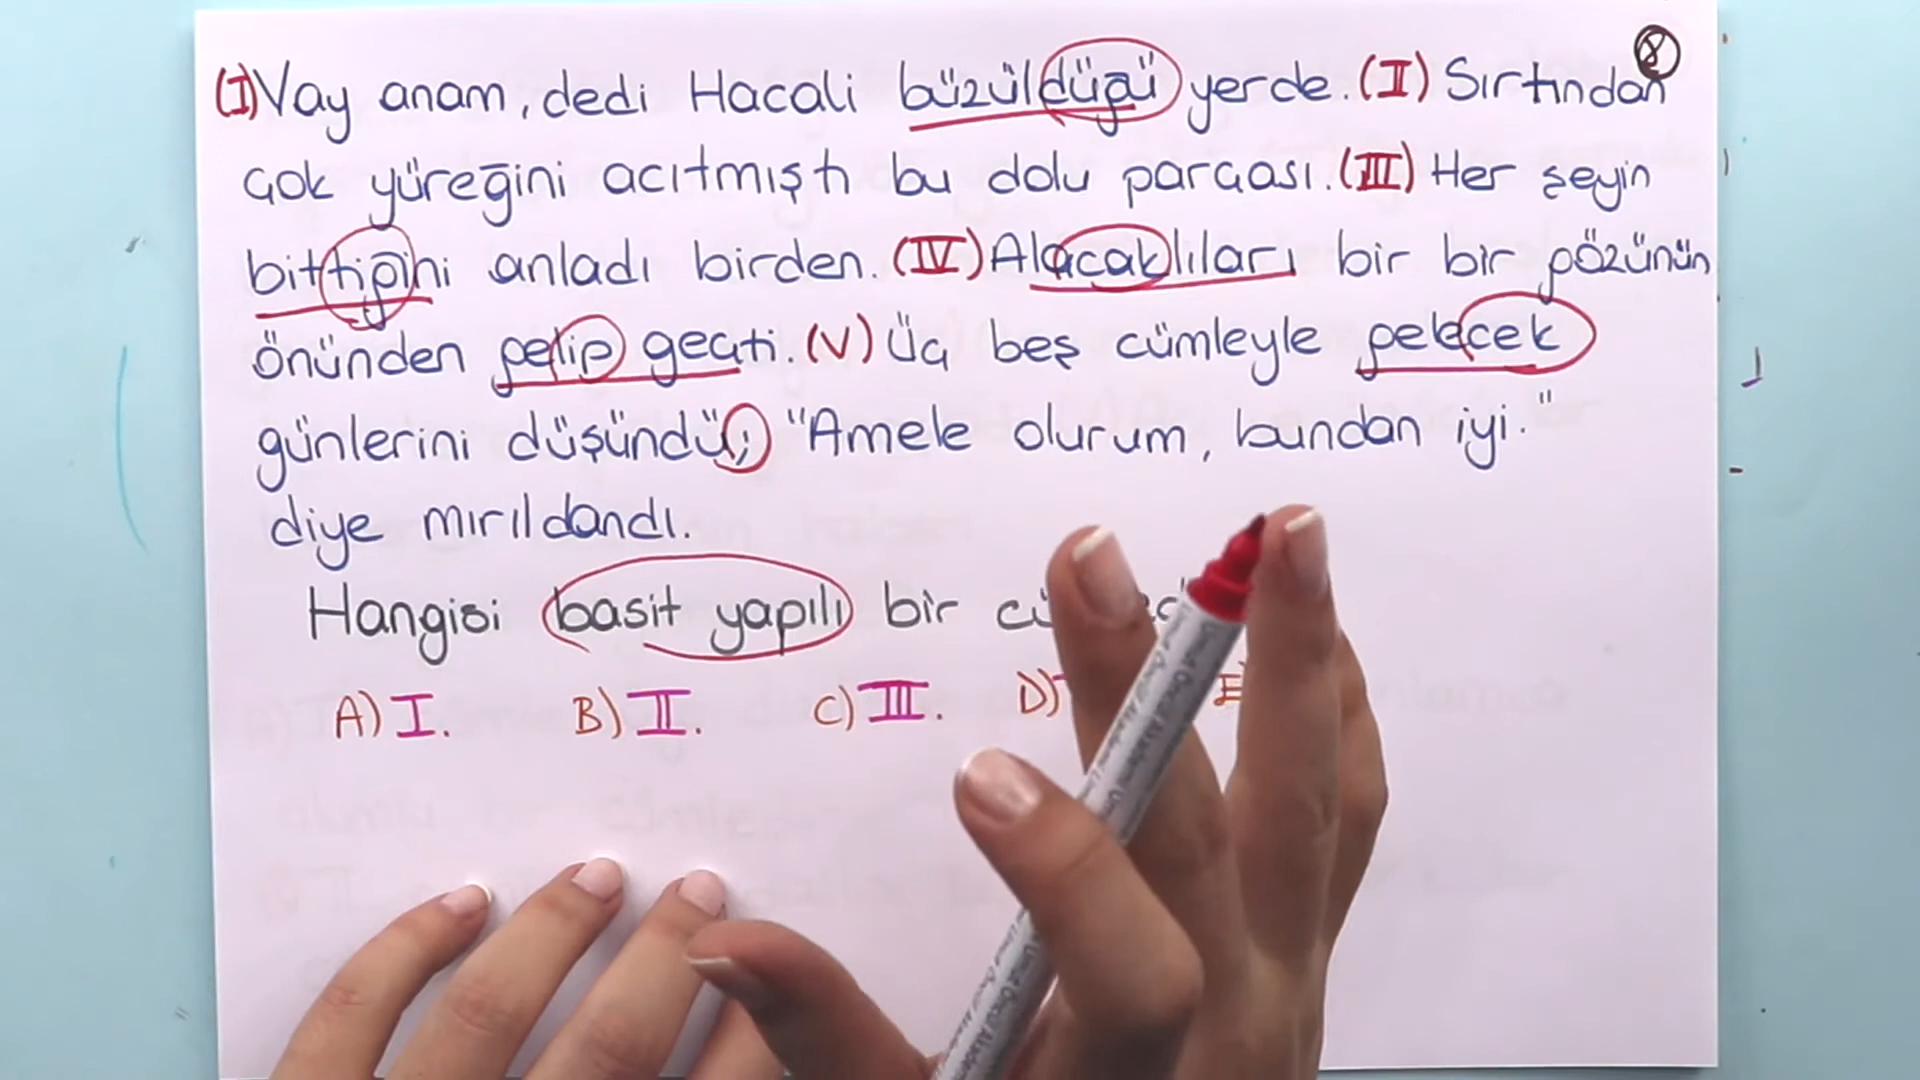 8
(I) Vay anam, dedi Hacali büzüldüğü yerde. (II) Sırtından
çok yüreğini acıtmıştı bu dolu parçası. (III) Her şeyin
bittiğini anladı birden. (IV) Alacaklıları bir bir gözünün
önünden gelip geçti. (V) Üç beş cümleyle gelecek
günlerini düşündü; "Amele olurum, bundan iyi."
diye mırıldandı.
Hangisi basit yapılı bir
A) I. B) II. C) III. D) E)